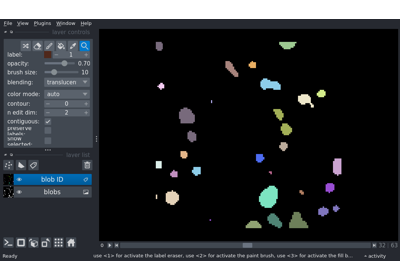 File View Plugins Window Help
layer controls
label: 1
opacity: 0.70
brush size: 10
blending: translucen
color mode: auto
contour: 0
n edit dim: 2
contiguous:
preserve labels:
show selected:
layer list
blob ID
blobs
32 63
Ready
use <1> for activate the label eraser, use <2> for activate the paint brush, use <3> for activate the fill b...
activity